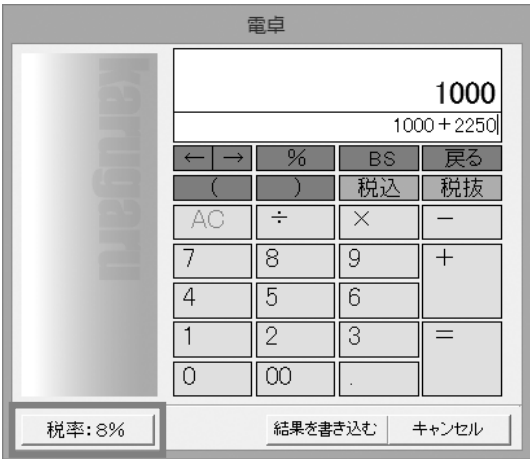 電卓
karugaru
1000
1000+2250
← → % BS 戻る
( ) 税込 税抜
AC ÷ × −
7 8 9 +
4 5 6
1 2 3 =
0 00 .
税率:8% 結果を書き込む キャンセル